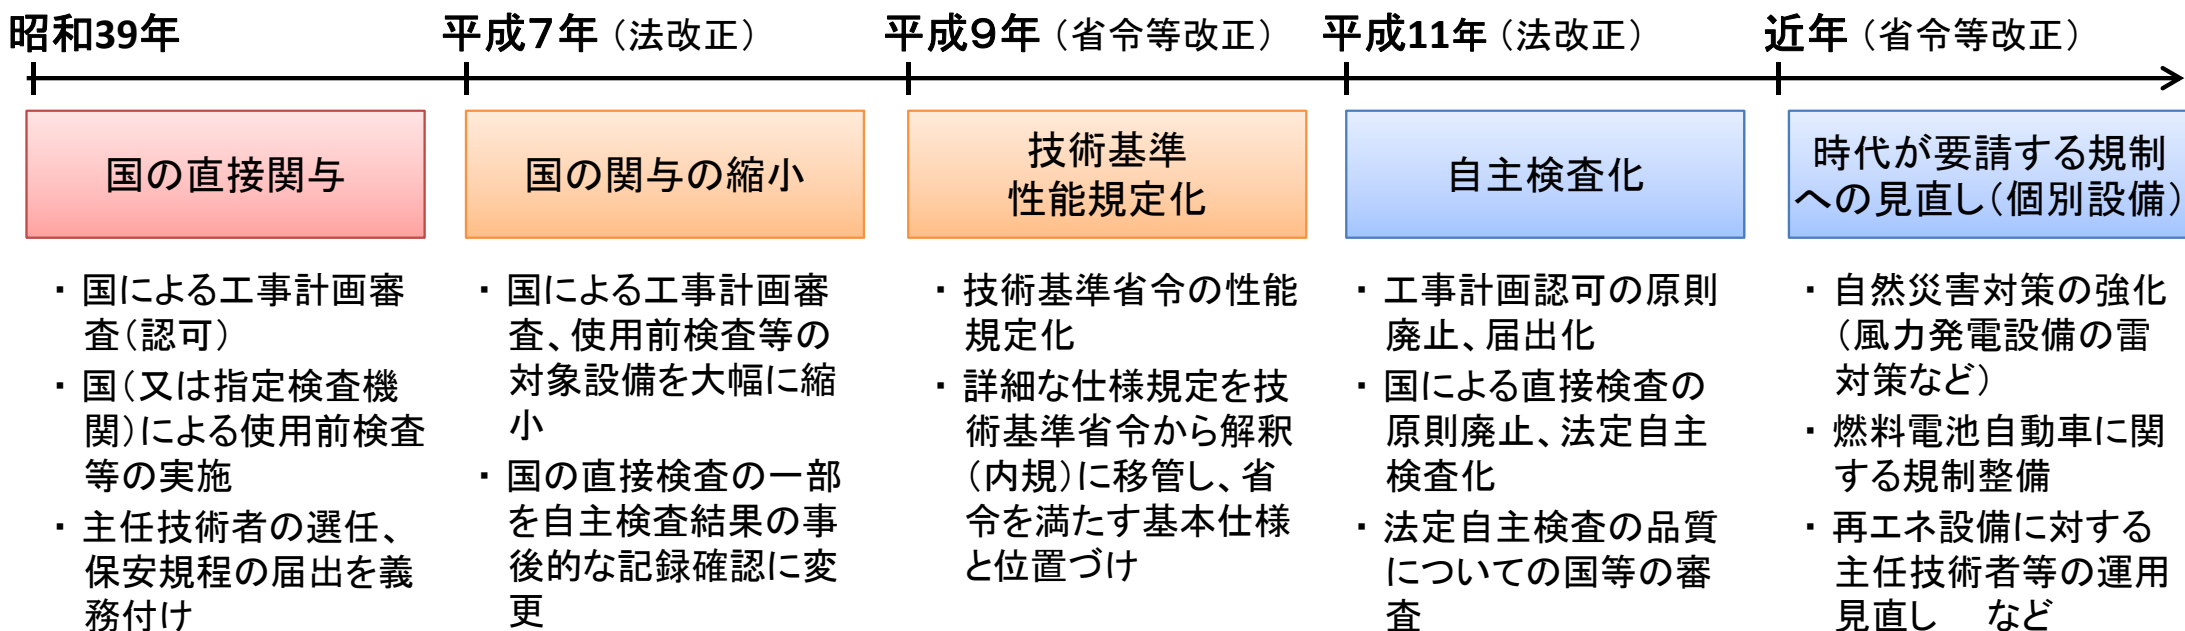 昭和39年
平成7年（法改正）
平成9年（省令等改正）
平成11年（法改正）
近年（省令等改正）
国の直接関与
・国による工事計画審
査（認可）
・国（又は指定検査機
関）による使用前検査
等の実施
・主任技術者の選任、
保安規程の届出を義
務付け
国の関与の縮小
・国による工事計画審
査、使用前検査等の
対象設備を大幅に縮
小
・国の直接検査の一部
を自主検査結果の事
後的な記録確認に変
更
技術基準
性能規定化
・技術基準省令の性能
規定化
・詳細な仕様規定を技
術基準省令から解釈
（内規）に移管し、省
令を満たす基本仕様
と位置づけ
自主検査化
・工事計画認可の原則
廃止、届出化
・国による直接検査の
原則廃止、法定自主
検査化
・法定自主検査の品質
についての国等の審
査
時代が要請する規制
への見直し（個別設備）
・自然災害対策の強化
（風力発電設備の雷
対策など）
・燃料電池自動車に関
する規制整備
・再エネ設備に対する
主任技術者等の運用
見直し　など